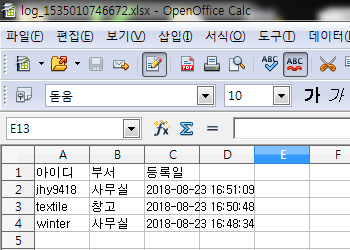 log_1535010746672.xlsx - OpenOffice Calc
파일(F) 편집(E) 보기(V) 삽입(I) 서식(O) 도구(T) 데이터(
ABC ABC
돋움 10 가 가
E13
A B C D E F
1 아이디 부서 등록일
2 jhy9418 사무실 2018-08-23 16:51:09
3 textile 창고 2018-08-23 16:50:48
4 winter 사무실 2018-08-23 16:48:34
5